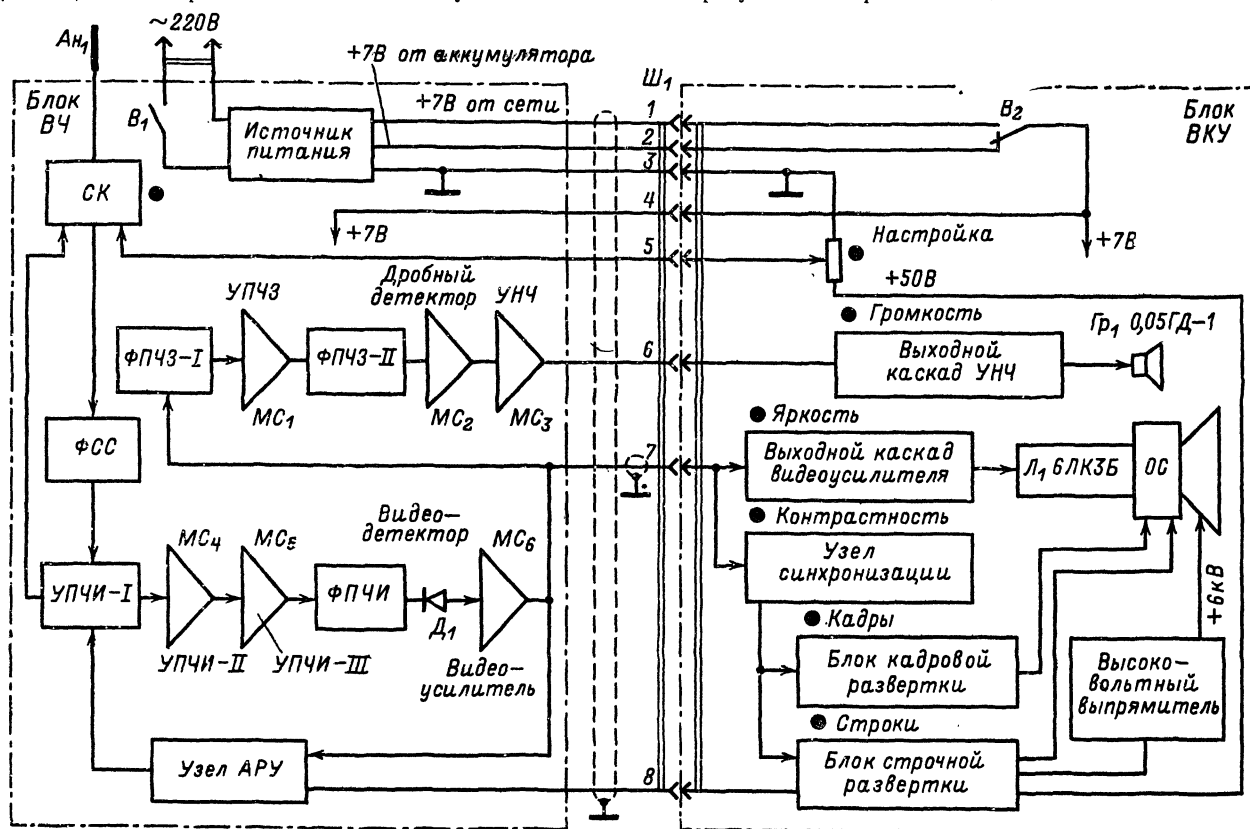 ~220В
Ан₁
+7В от аккумулятора
Ш₁
Блок ВЧ
В₁
+7В от сети
1
В₂
Блок ВКУ
Источник питания
2
3
СК
4
+7В
5
Настройка
+7В
Дробный детектор
УПЧЗ
УНЧ
+50В
Громкость
Гр₁ 0,05ГД-1
ФПЧЗ-I
ФПЧЗ-II
6
Выходной каскад УНЧ
МС₁
МС₂
МС₃
Яркость
ФСС
7
Выходной каскад видеоусилителя
Л₁ 6ЛК3Б
ОС
Контрастность
Видео-
детектор
МС₄
МС₅
МС₆
Узел синхронизации
УПЧИ-I
ФПЧИ
Д₁
+6кВ
Кадры
УПЧИ-II
УПЧИ-III
Видео-
усилитель
Блок кадровой развертки
Высоко-
вольтный
выпрямитель
Строки
Узел АРУ
8
Блок строчной развертки